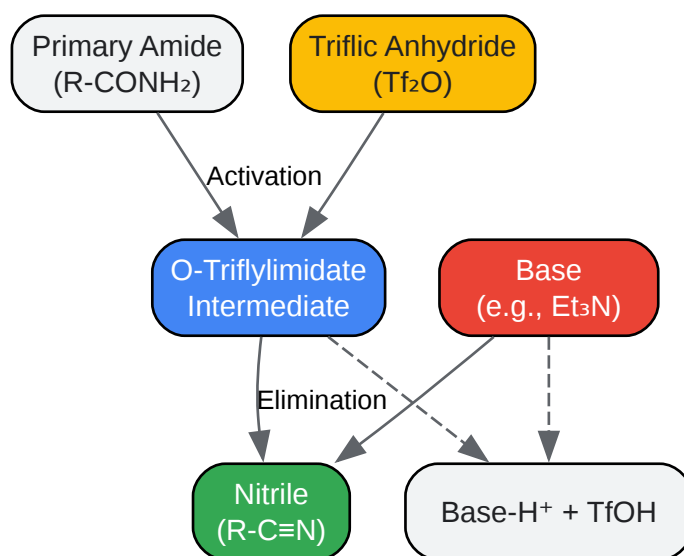 Primary Amide
(R-CONH₂)
Triflic Anhydride
(Tf₂O)
Activation
O-Triflylimidate
Intermediate
Base
(e.g., Et₃N)
Elimination
Nitrile
(R-C≡N)
Base-H⁺ + TfOH